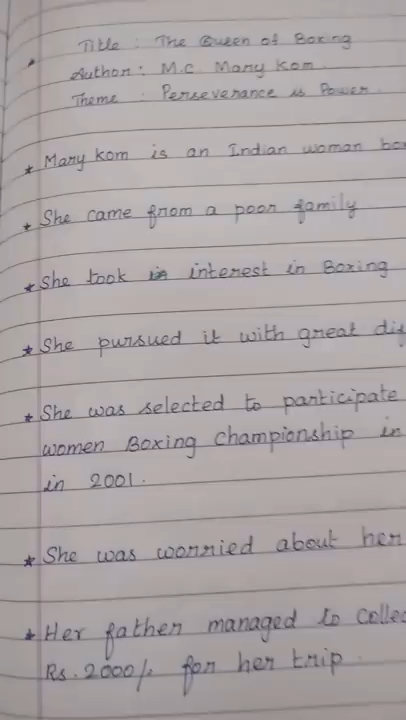 Title : The Queen of Boxing
Author : M.C. Mary Kom
Theme : Perseverance is Power.
* Mary kom is an Indian woman
* She came from a poor family
* She took interest in Boxing
* She pursued it with great
* She was selected to participate
women Boxing championship in
in 2001.
* She was worried about her
* Her father managed to
Rs. 2000/. for her trip.